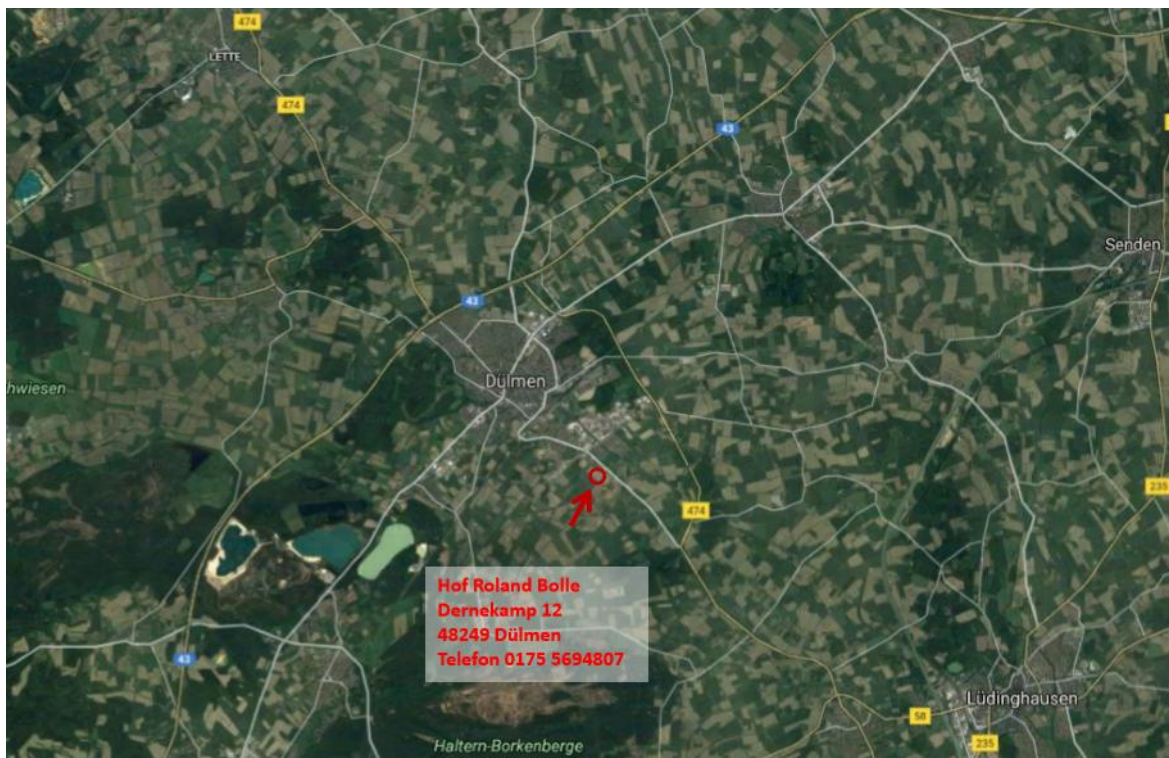 474
LETTE
474
43
Senden
43
Dülmen
hwiesen
235
474
Hof Roland Bolle
Dernekamp 12
48249 Dülmen
Telefon 0175 5694807
43
Lüdinghausen
58
235
Haltern-Borkenberge